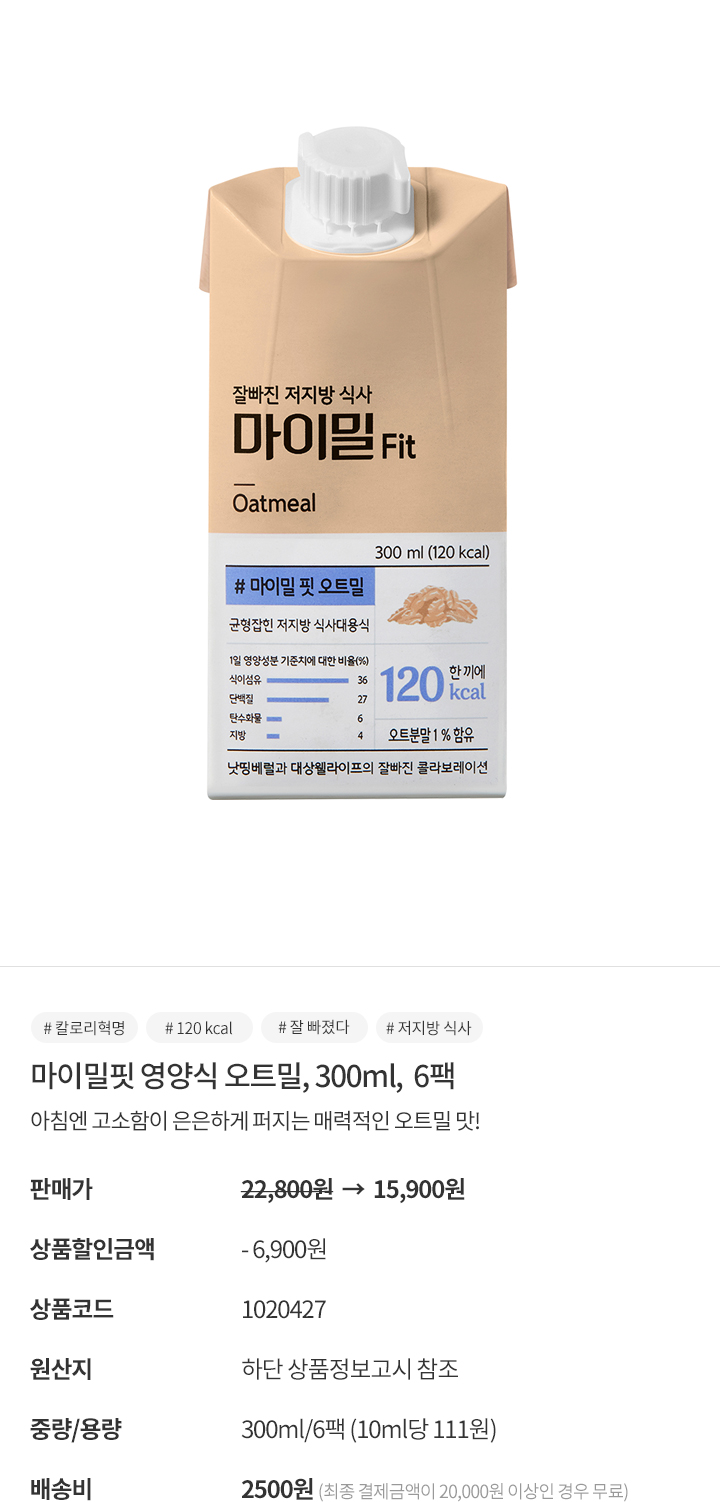 잘빠진 저지방 식사
마이밀 Fit
Oatmeal
300 ml (120 kcal)
# 마이밀 핏 오트밀
균형잡힌 저지방 식사대용식
1일 영양성분 기준치에 대한 비율(%)
식이섬유 36
단백질 27
탄수화물 6
지방 4
120 한 끼에 kcal
오트분말 1 % 함유
낫띵베럴과 대상웰라이프의 잘빠진 콜라보레이션
# 칼로리혁명 # 120 kcal # 잘 빠졌다 # 저지방 식사
마이밀핏 영양식 오트밀, 300ml, 6팩
아침엔 고소함이 은은하게 퍼지는 매력적인 오트밀 맛!
판매가 22,800원 → 15,900원
상품할인금액 - 6,900원
상품코드 1020427
원산지 하단 상품정보고시 참조
중량/용량 300ml/6팩 (10ml당 111원)
배송비 2500원 (최종 결제금액이 20,000원 이상인 경우 무료)